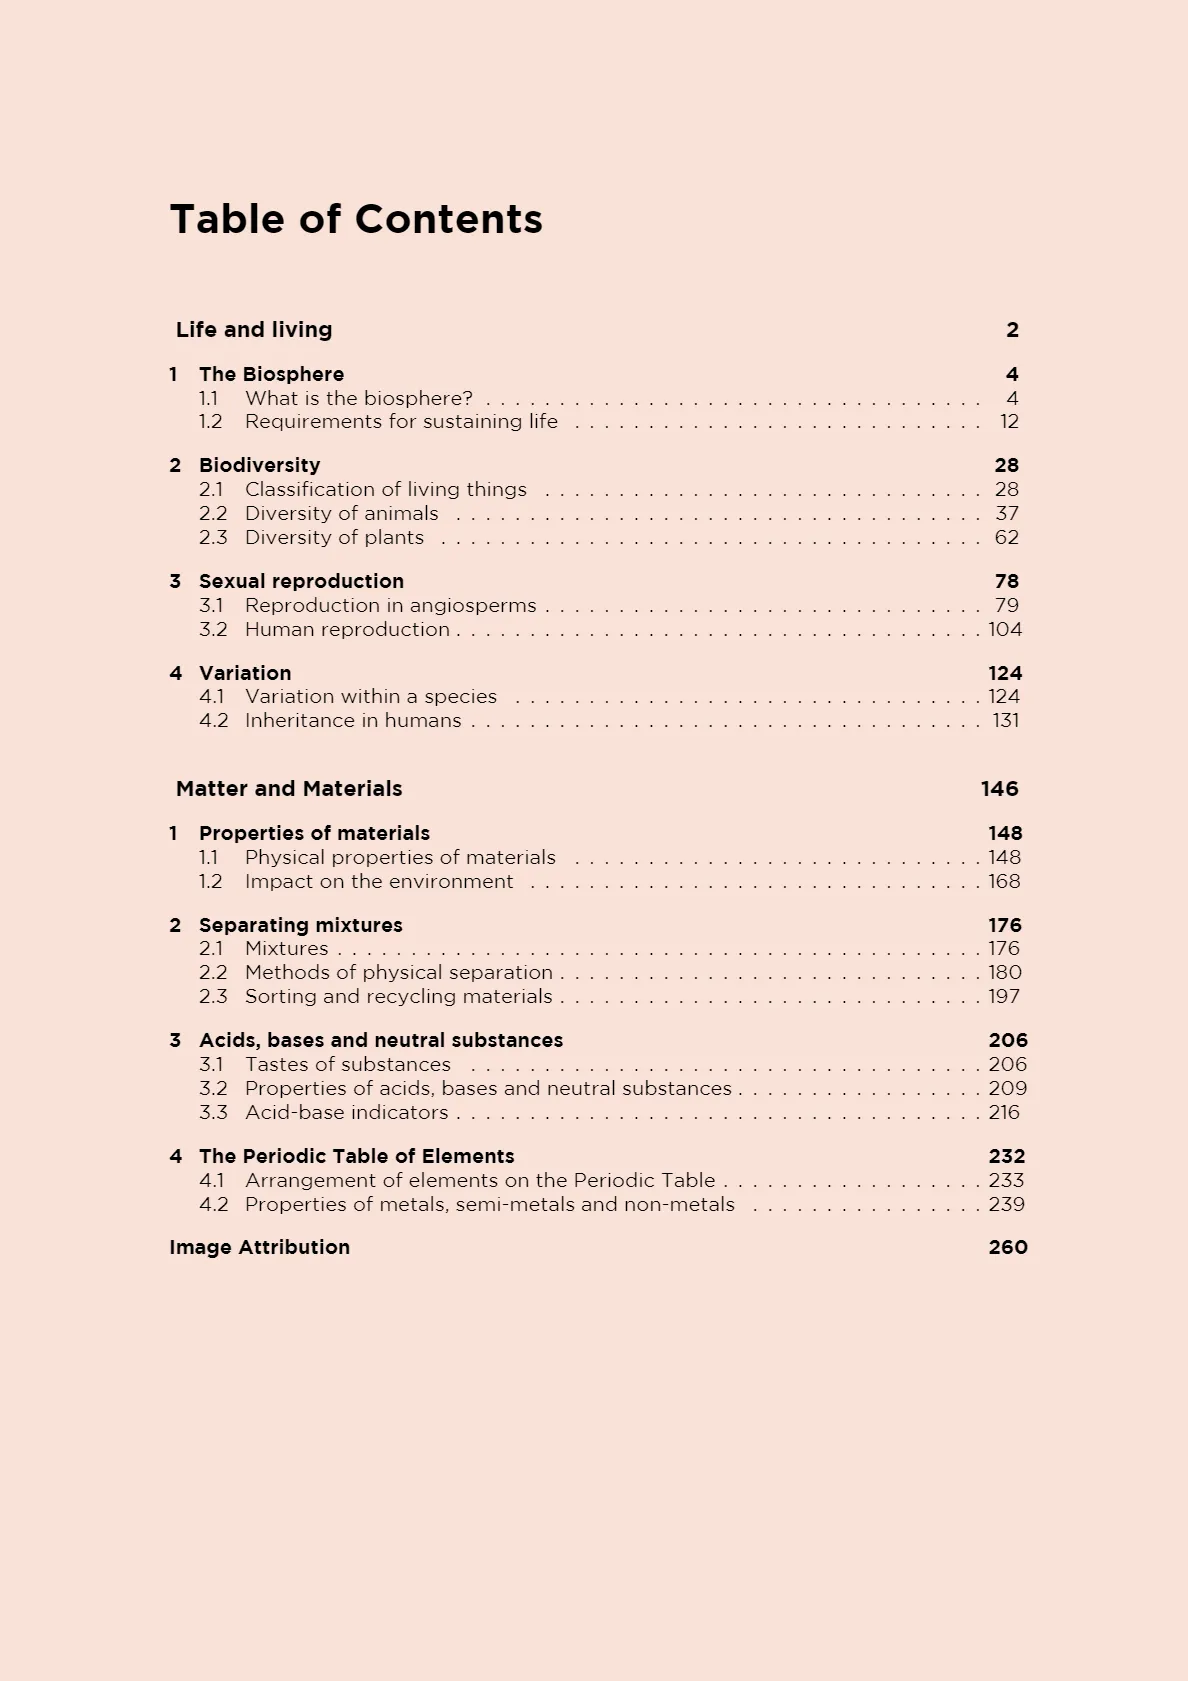 Table of Contents
Life and living 2
1 The Biosphere 4
1.1 What is the biosphere? . . . . . . . . . . . . . . . . . . . . . . . . . . . . . . . . . . 4
1.2 Requirements for sustaining life . . . . . . . . . . . . . . . . . . . . . . . . . . . . 12
2 Biodiversity 28
2.1 Classification of living things . . . . . . . . . . . . . . . . . . . . . . . . . . . . . . 28
2.2 Diversity of animals . . . . . . . . . . . . . . . . . . . . . . . . . . . . . . . . . . . . 37
2.3 Diversity of plants . . . . . . . . . . . . . . . . . . . . . . . . . . . . . . . . . . . . . 62
3 Sexual reproduction 78
3.1 Reproduction in angiosperms . . . . . . . . . . . . . . . . . . . . . . . . . . . . . . 79
3.2 Human reproduction . . . . . . . . . . . . . . . . . . . . . . . . . . . . . . . . . . . . 104
4 Variation 124
4.1 Variation within a species . . . . . . . . . . . . . . . . . . . . . . . . . . . . . . . . 124
4.2 Inheritance in humans . . . . . . . . . . . . . . . . . . . . . . . . . . . . . . . . . . . 131
Matter and Materials 146
1 Properties of materials 148
1.1 Physical properties of materials . . . . . . . . . . . . . . . . . . . . . . . . . . . . 148
1.2 Impact on the environment . . . . . . . . . . . . . . . . . . . . . . . . . . . . . . . 168
2 Separating mixtures 176
2.1 Mixtures . . . . . . . . . . . . . . . . . . . . . . . . . . . . . . . . . . . . . . . . . . . . 176
2.2 Methods of physical separation . . . . . . . . . . . . . . . . . . . . . . . . . . . . . 180
2.3 Sorting and recycling materials . . . . . . . . . . . . . . . . . . . . . . . . . . . . . 197
3 Acids, bases and neutral substances 206
3.1 Tastes of substances . . . . . . . . . . . . . . . . . . . . . . . . . . . . . . . . . . . 206
3.2 Properties of acids, bases and neutral substances . . . . . . . . . . . . . . . . . 209
3.3 Acid-base indicators . . . . . . . . . . . . . . . . . . . . . . . . . . . . . . . . . . . . 216
4 The Periodic Table of Elements 232
4.1 Arrangement of elements on the Periodic Table . . . . . . . . . . . . . . . . . . 233
4.2 Properties of metals, semi-metals and non-metals . . . . . . . . . . . . . . . . 239
Image Attribution 260